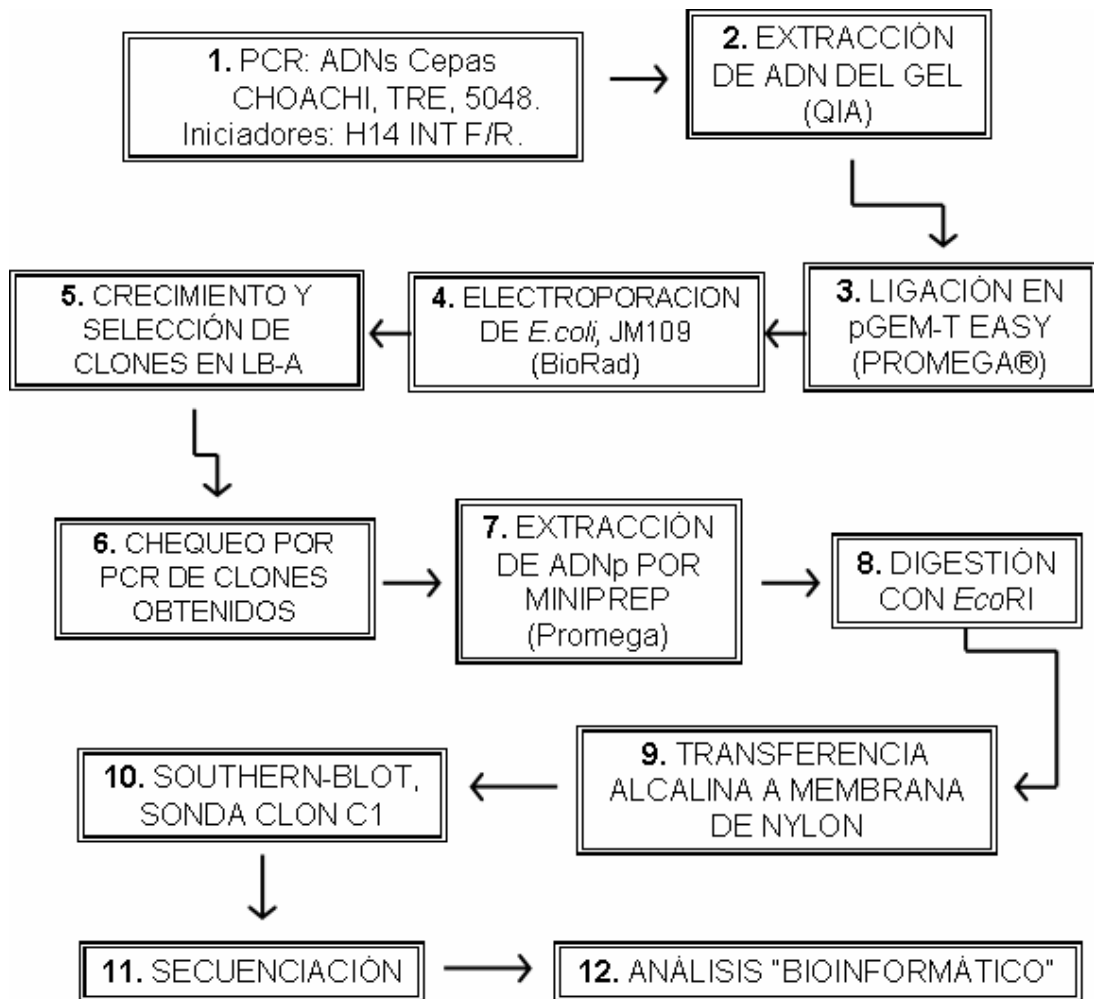 1. PCR: ADNs Cepas
CHOACHI, TRE, 5048.
Iniciadores: H14 INT F/R.
2. EXTRACCIÓN
DE ADN DEL GEL
(QIA)
3. LIGACIÓN EN
pGEM-T EASY
(PROMEGA®)
4. ELECTROPORACION
DE E.coli, JM109
(BioRad)
5. CRECIMIENTO Y
SELECCIÓN DE
CLONES EN LB-A
6. CHEQUEO POR
PCR DE CLONES
OBTENIDOS
7. EXTRACCIÓN
DE ADNp POR
MINIPREP
(Promega)
8. DIGESTIÓN
CON EcoRI
9. TRANSFERENCIA
ALCALINA A MEMBRANA
DE NYLON
10. SOUTHERN-BLOT,
SONDA CLON C1
11. SECUENCIACIÓN
12. ANÁLISIS "BIOINFORMÁTICO"